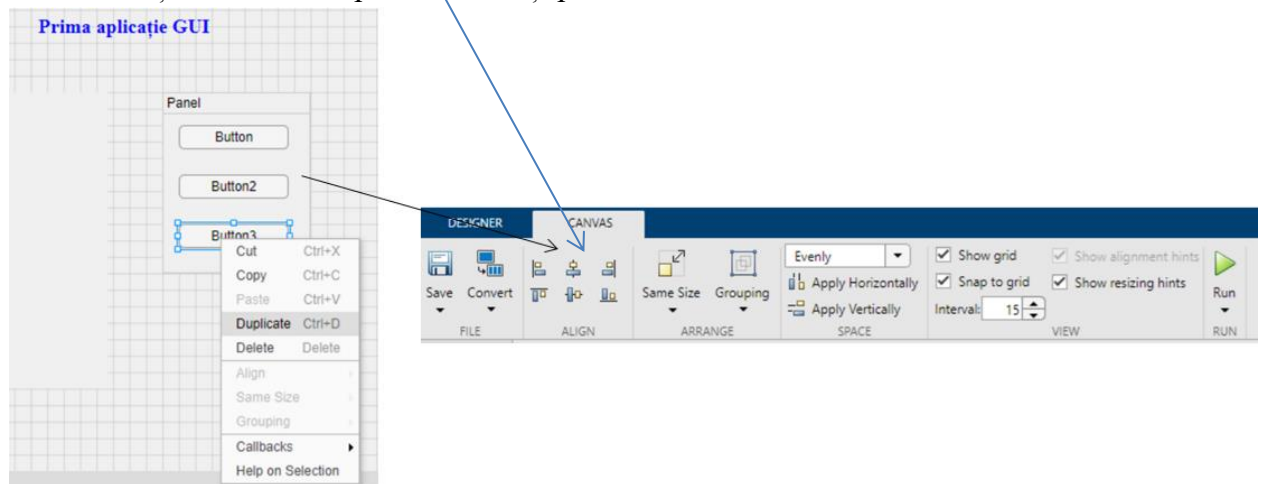 Prima aplicație GUI
Panel
Button
Button2
Button3
Cut Ctrl+X
Copy Ctrl+C
Paste Ctrl+V
Duplicate Ctrl+D
Delete Delete
Align
Same Size
Grouping
Callbacks
Help on Selection
DESIGNER CANVAS
Save Convert
FILE
ALIGN
Same Size Grouping
ARRANGE
Evenly
Apply Horizontally
Apply Vertically
SPACE
Show grid Show alignment hints
Snap to grid Show resizing hints
Interval: 15
VIEW
Run
RUN